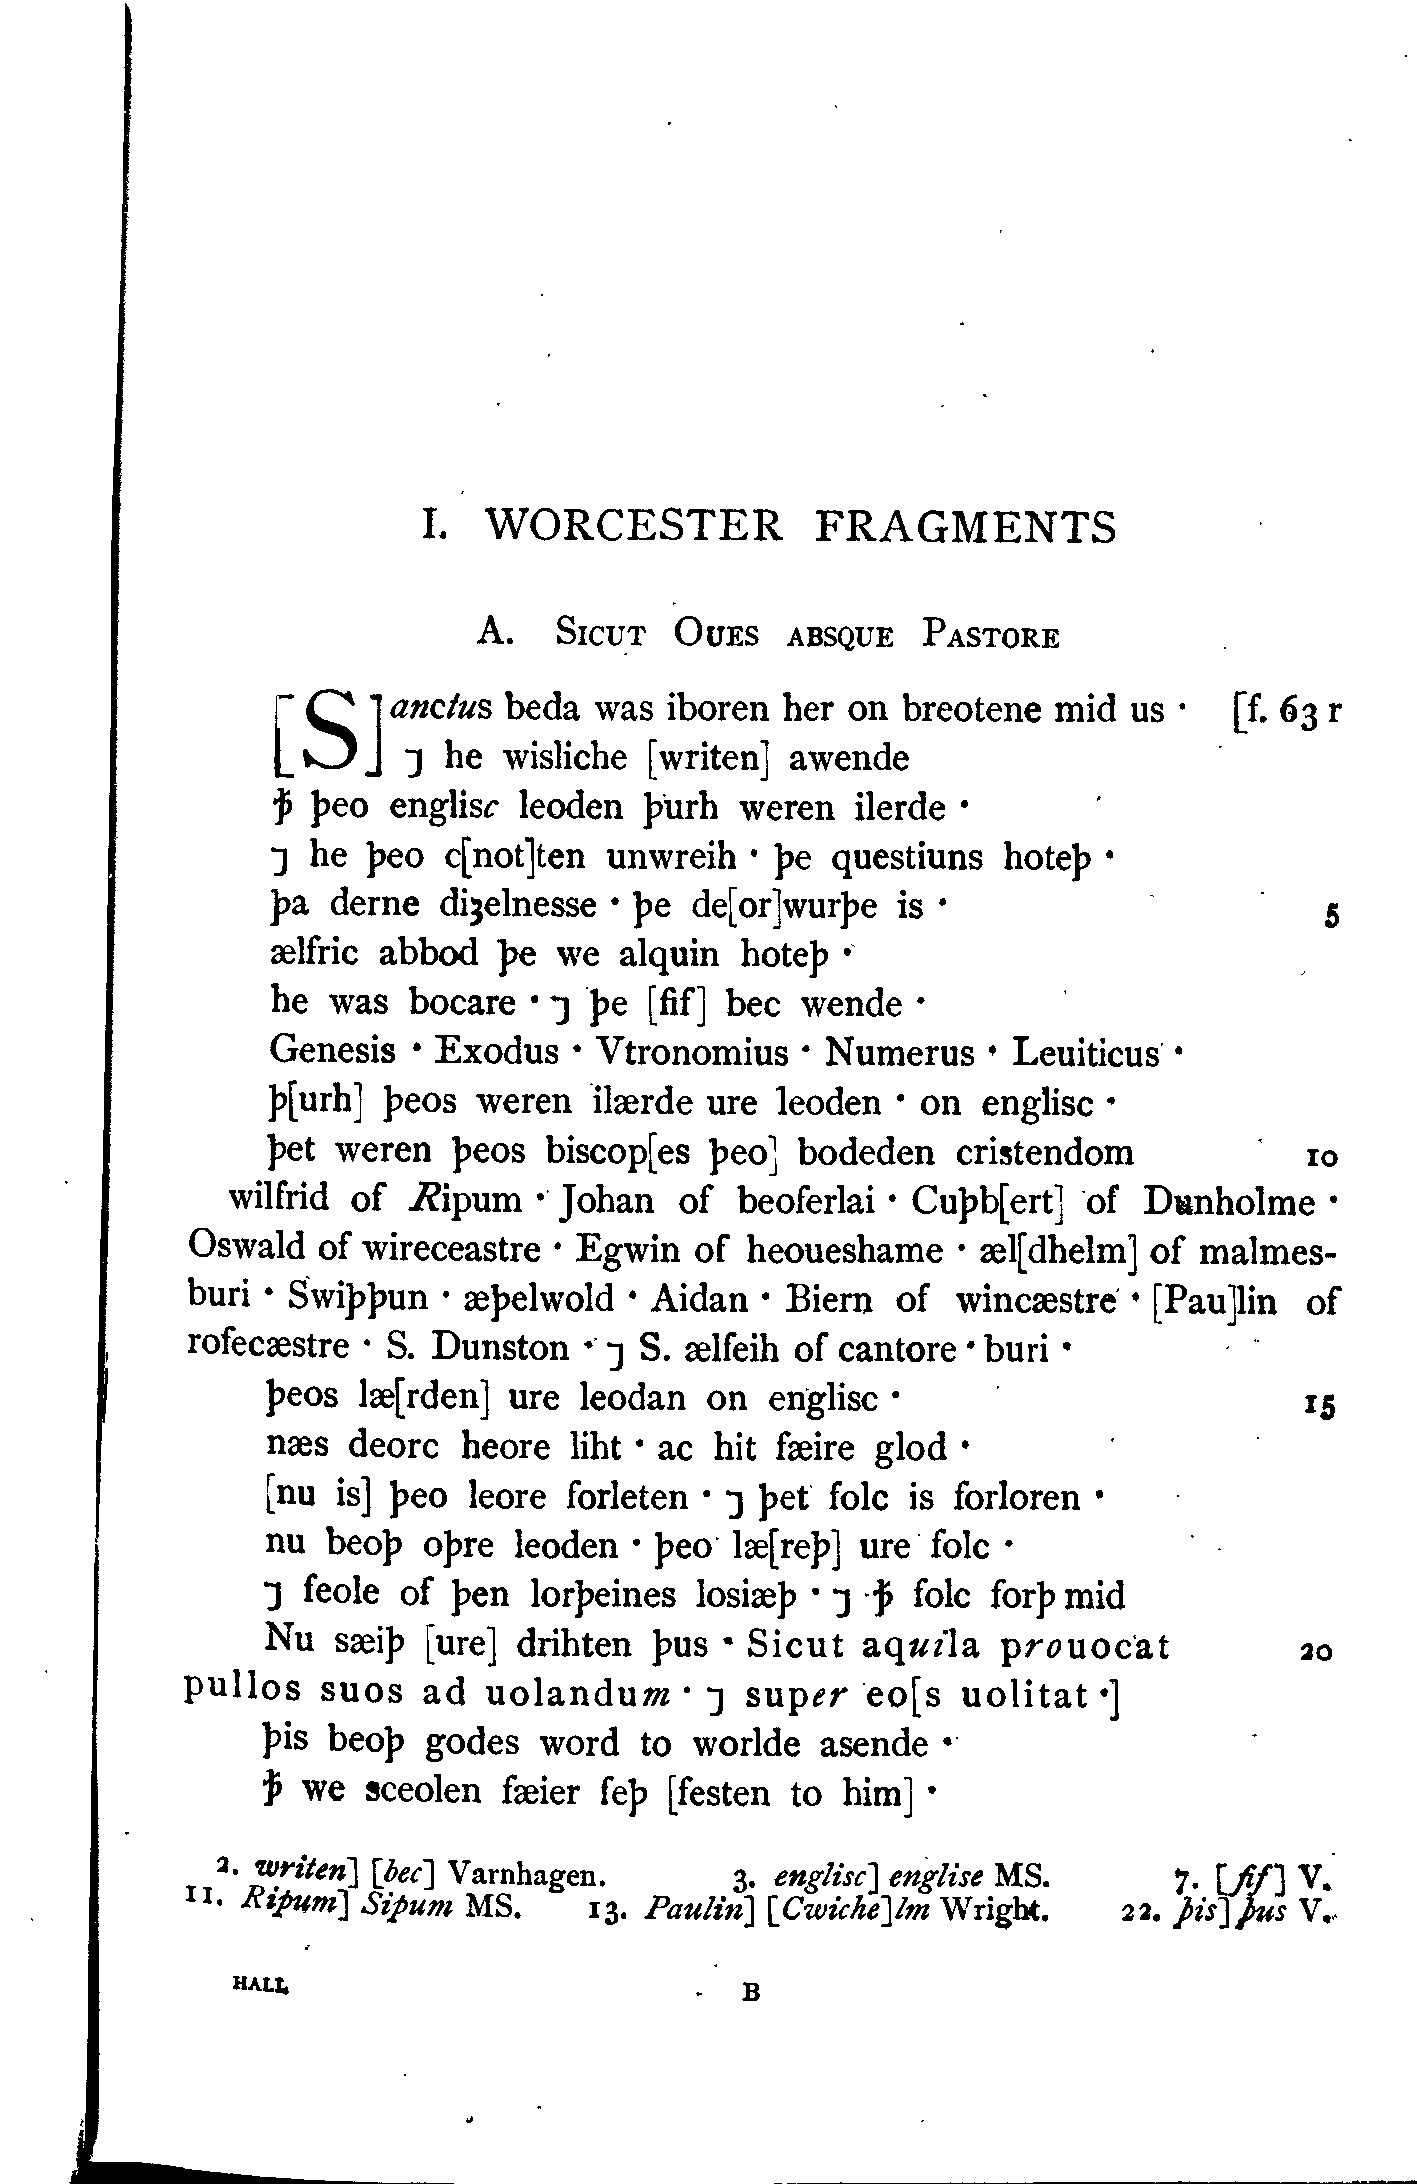 I. WORCESTER FRAGMENTS
A. SICUT OUES ABSQUE PASTORE
[S]anctus beda was iboren her on breotene mid us · [f. 63 r
⁊ he wisliche [writen] awende
ꝥ þeo englisc leoden þurh weren ilerde ·
⁊ he þeo c[not]ten unwreih · þe questiuns hoteþ ·
þa derne diȝelnesse · þe de[or]wurþe is · 5
ælfric abbod þe we alquin hoteþ ·
he was bocare · ⁊ þe [fif] bec wende ·
Genesis · Exodus · Vtronomius · Numerus · Leuiticus ·
þ[urh] þeos weren ilærde ure leoden · on englisc ·
þet weren þeos biscop[es þeo] bodeden cristendom 10
wilfrid of Ripum · Johan of beoferlai · Cuþb[ert] of Dunholme ·
Oswald of wireceastre · Egwin of heoueshame · æl[dhelm] of malmes-
buri · Swiþþun · æþelwold · Aidan · Biern of wincæstre · [Pau]lin of
rofecæstre · S. Dunston · ⁊ S. ælfeih of cantore · buri ·
þeos læ[rden] ure leodan on englisc · 15
næs deorc heore liht · ac hit fæire glod ·
[nu is] þeo leore forleten · ⁊ þet folc is forloren ·
nu beoþ oþre leoden · þeo læ[reþ] ure folc ·
⁊ feole of þen lorþeines losiæþ · ⁊ ꝥ folc forþ mid
Nu sæiþ [ure] drihten þus · Sicut aquila prouocat 20
pullos suos ad uolandum · ⁊ super eo[s uolitat ·]
þis beoþ godes word to worlde asende ·
ꝥ we sceolen fæier feþ [festen to him] ·
2. writen] [bec] Varnhagen. 3. englisc] englise MS. 7. [fif] V.
11. Ripum] Sipum MS. 13. Paulin] [Cwiche]lm Wright. 22. þis] þus V.
HALL B